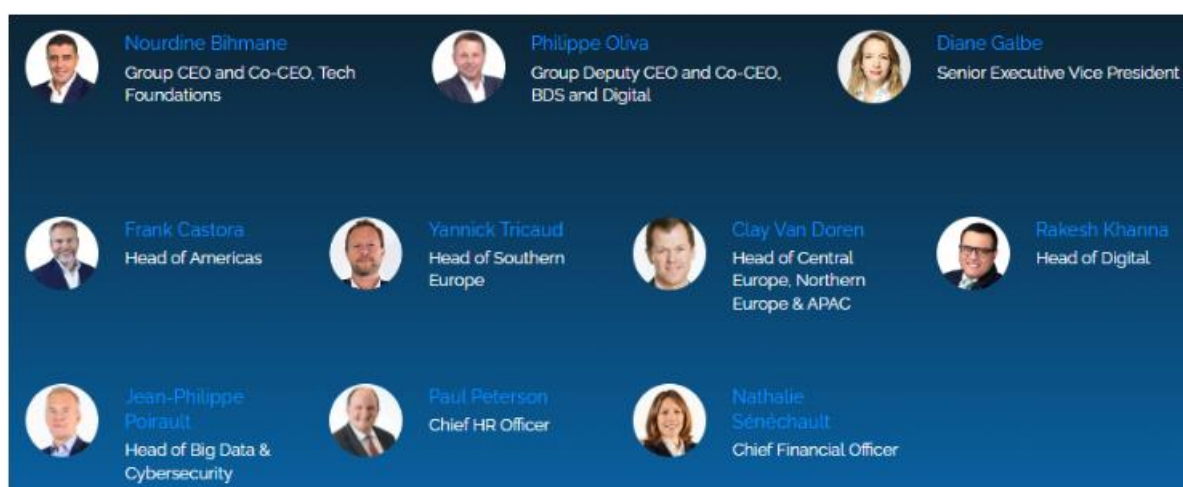 Nourdine Bihmane
Group CEO and Co-CEO, Tech
Foundations
Philippe Oliva
Group Deputy CEO and Co-CEO,
BDS and Digital
Diane Galbe
Senior Executive Vice President
Frank Castora
Head of Americas
Yannick Tricaud
Head of Southern
Europe
Clay Van Doren
Head of Central
Europe, Northern
Europe & APAC
Rakesh Khanna
Head of Digital
Jean-Philippe
Poirault
Head of Big Data &
Cybersecurity
Paul Peterson
Chief HR Officer
Nathalie
Sénéchault
Chief Financial Officer